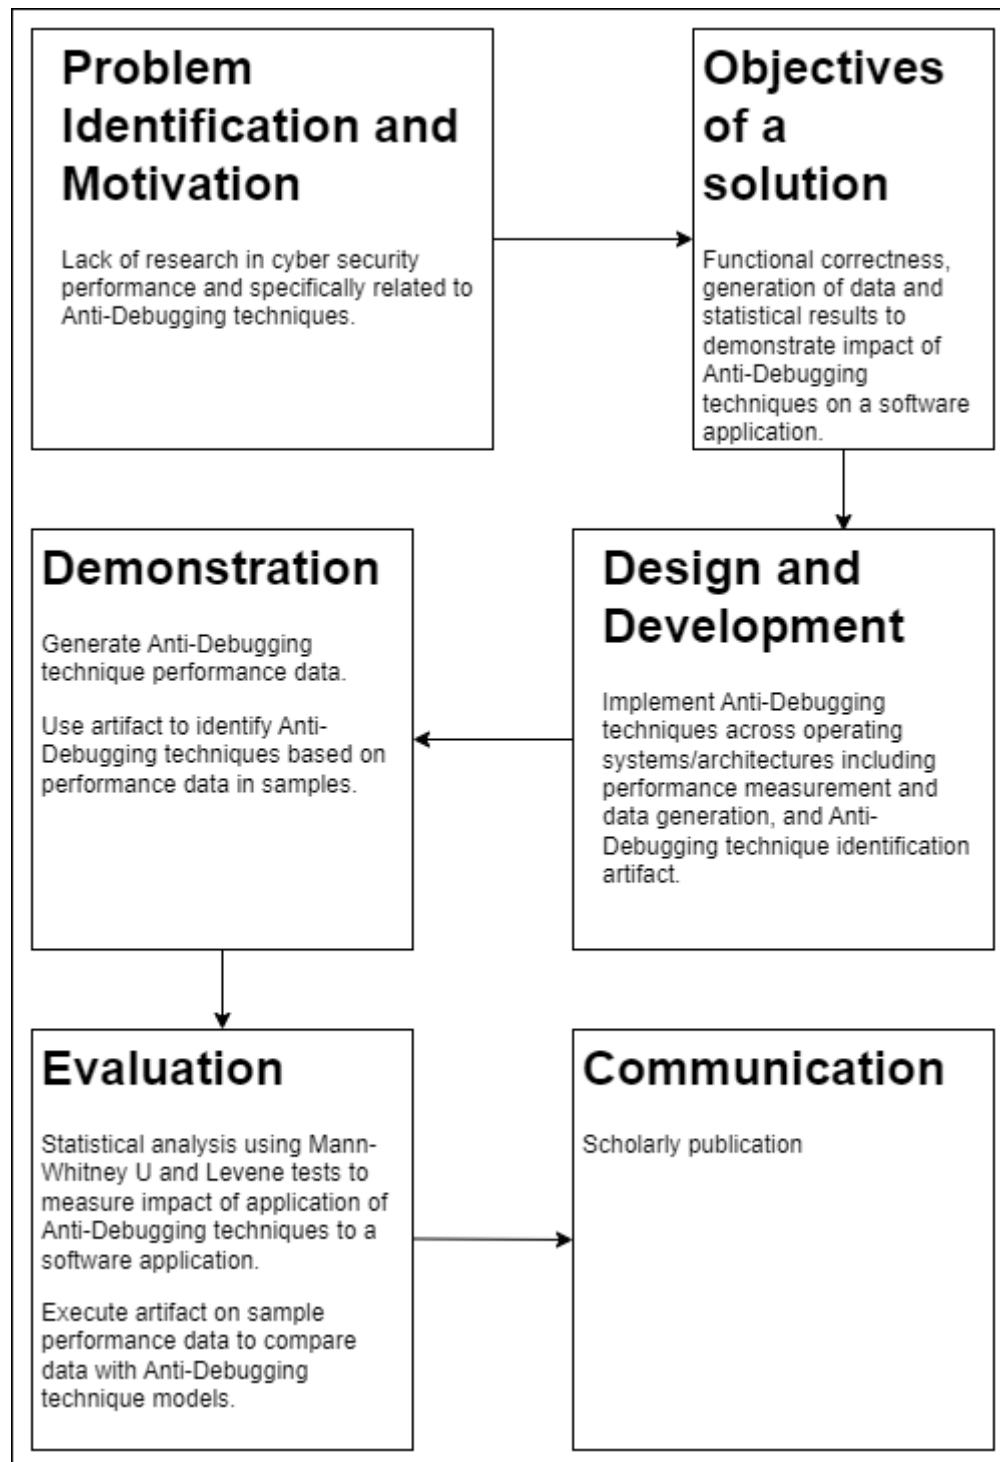 Problem
Identification and
Motivation
Lack of research in cyber security
performance and specifically related to
Anti-Debugging techniques.
Objectives
of a
solution
Functional correctness,
generation of data and
statistical results to
demonstrate impact of
Anti-Debugging
techniques on a software
application.
Design and
Development
Implement Anti-Debugging
techniques across operating
systems/architectures including
performance measurement and
data generation, and Anti-
Debugging technique identification
artifact.
Demonstration
Generate Anti-Debugging
technique performance data.
Use artifact to identify Anti-
Debugging techniques based on
performance data in samples.
Evaluation
Statistical analysis using Mann-
Whitney U and Levene tests to
measure impact of application of
Anti-Debugging techniques to a
software application.
Execute artifact on sample
performance data to compare
data with Anti-Debugging
technique models.
Communication
Scholarly publication